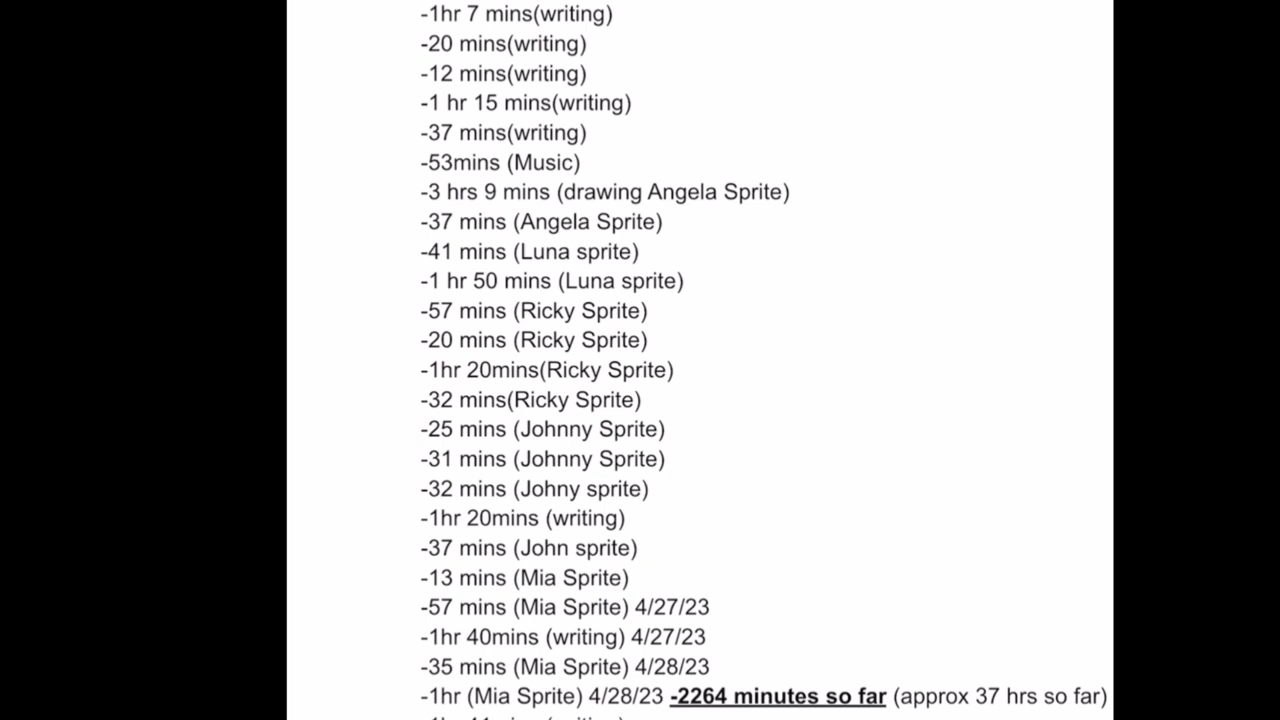 -1hr 7 mins(writing)
-20 mins(writing)
-12 mins(writing)
-1 hr 15 mins(writing)
-37 mins(writing)
-53mins (Music)
-3 hrs 9 mins (drawing Angela Sprite)
-37 mins (Angela Sprite)
-41 mins (Luna sprite)
-1 hr 50 mins (Luna sprite)
-57 mins (Ricky Sprite)
-20 mins (Ricky Sprite)
-1hr 20mins(Ricky Sprite)
-32 mins(Ricky Sprite)
-25 mins (Johnny Sprite)
-31 mins (Johnny Sprite)
-32 mins (Johny sprite)
-1hr 20mins (writing)
-37 mins (John sprite)
-13 mins (Mia Sprite)
-57 mins (Mia Sprite) 4/27/23
-1hr 40mins (writing) 4/27/23
-35 mins (Mia Sprite) 4/28/23
-1hr (Mia Sprite) 4/28/23 -2264 minutes so far (approx 37 hrs so far)